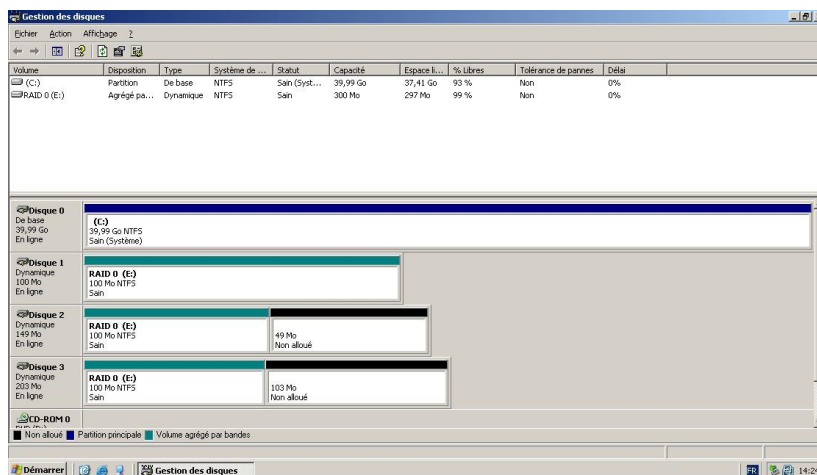 Gestion des disques
Fichier Action Affichage ?
Volume Disposition Type Système de ... Statut Capacité Espace li... % Libres Tolérance de pannes Délai
(C:) Partition De base NTFS Sain (Syst... 39,99 Go 37,41 Go 93 % Non 0%
RAID 0 (E:) Agrégé pa... Dynamique NTFS Sain 300 Mo 297 Mo 99 % Non 0%
Disque 0
De base
39,99 Go
En ligne
(C:)
39,99 Go NTFS
Sain (Système)
Disque 1
Dynamique
100 Mo
En ligne
RAID 0 (E:)
100 Mo NTFS
Sain
Disque 2
Dynamique
149 Mo
En ligne
RAID 0 (E:)
100 Mo NTFS
Sain
49 Mo
Non alloué
Disque 3
Dynamique
203 Mo
En ligne
RAID 0 (E:)
100 Mo NTFS
Sain
103 Mo
Non alloué
CD-ROM 0
Non alloué Partition principale Volume agrégé par bandes
Démarrer Gestion des disques FR 14:24